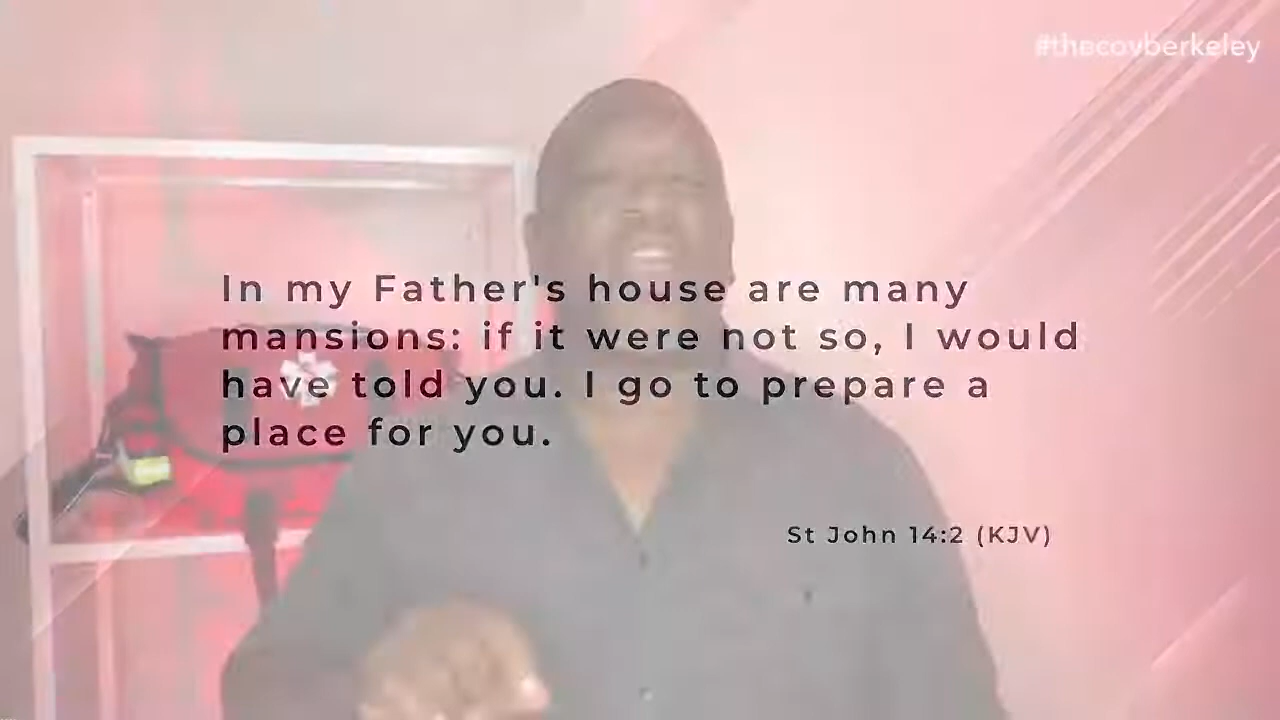 #thecovberkeley
In my Father's house are many
mansions: if it were not so, I would
have told you. I go to prepare a
place for you.
St John 14:2 (KJV)